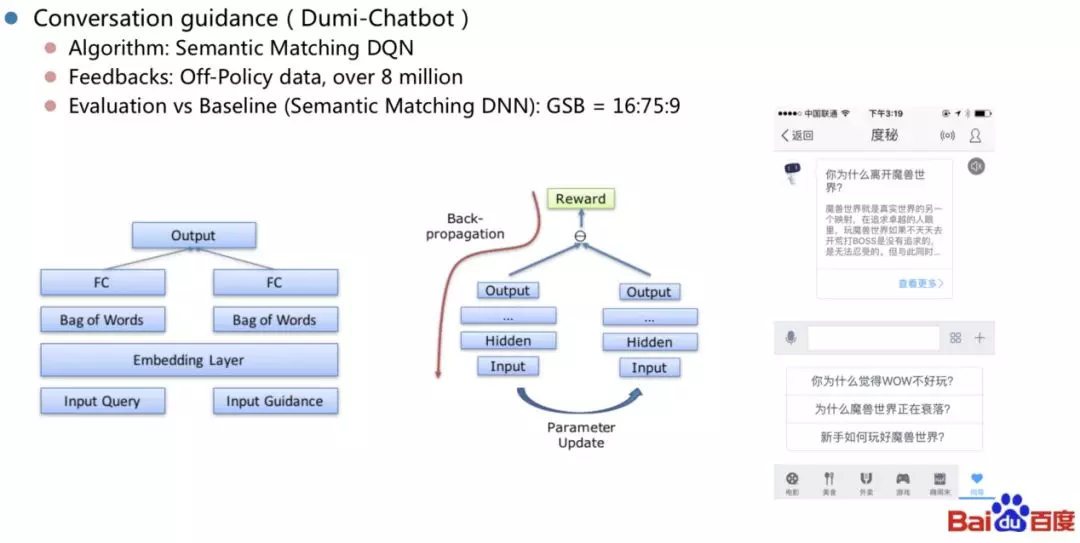 Conversation guidance ( Dumi-Chatbot )
Algorithm: Semantic Matching DQN
Feedbacks: Off-Policy data, over 8 million
Evaluation vs Baseline (Semantic Matching DNN): GSB = 16:75:9
Output
FC
FC
Bag of Words
Bag of Words
Embedding Layer
Input Query
Input Guidance
Back-
propagation
Reward
Output
Output
...
...
Hidden
Hidden
Input
Input
Parameter
Update
中国联通
下午3:19
返回
度秘
你为什么离开魔兽世
界?
魔兽世界就是真实世界的另一
个映射，在追求卓越的人眼
里，玩魔兽世界如果不天天去
开荒打BOSS是没有追求的，
是无法忍受的，但与此同时...
查看更多
你为什么觉得WOW不好玩?
为什么魔兽世界正在衰落?
新手如何玩好魔兽世界?
电影
美食
外卖
游戏
Bai du 百度